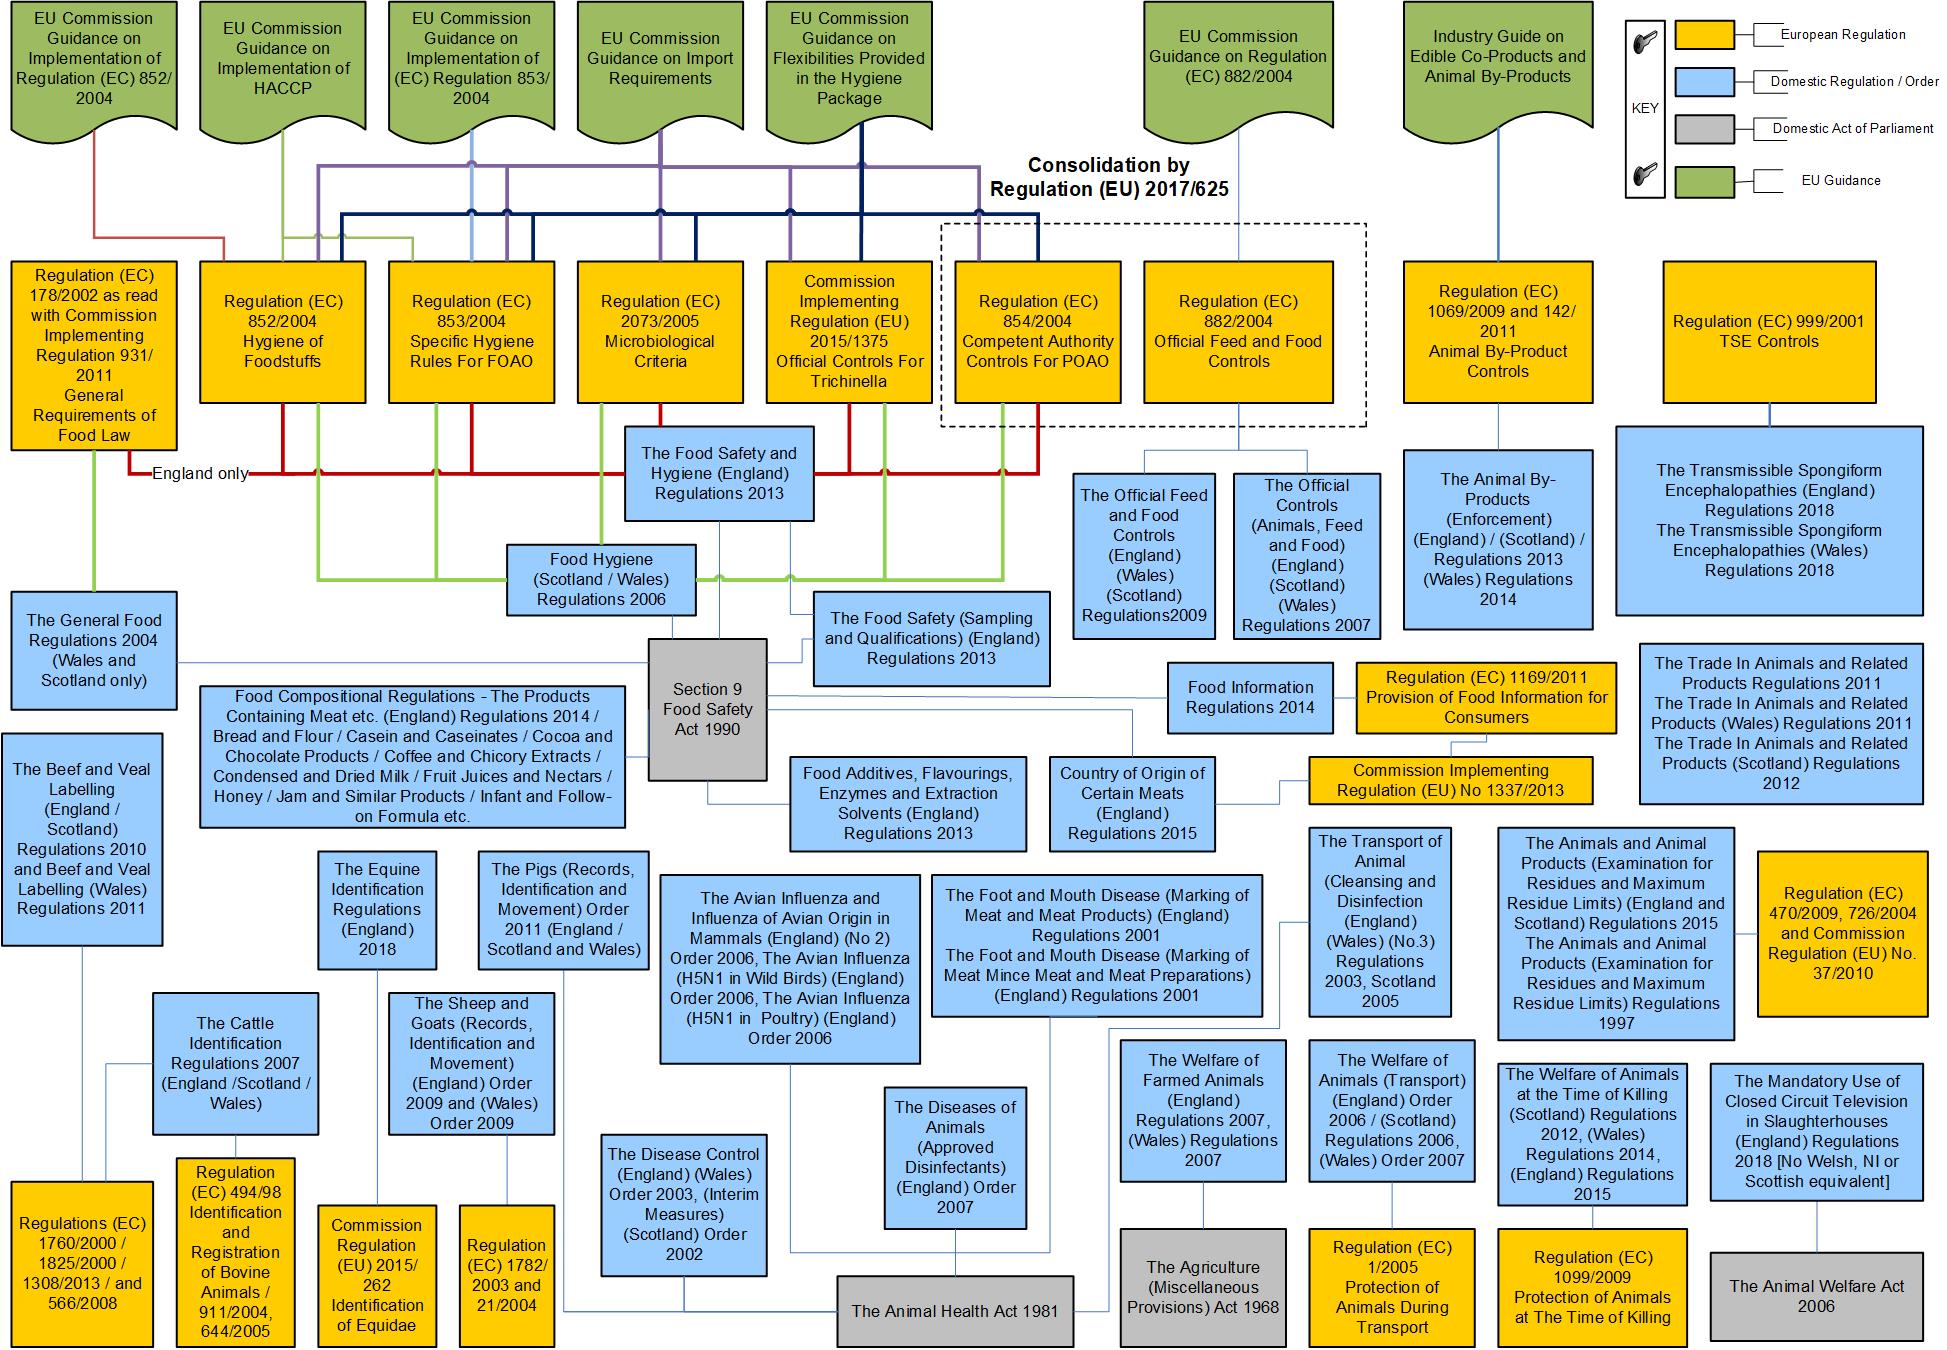 EU Commission
Guidance on
Implementation of
Regulation (EC) 852/
2004
EU Commission
Guidance on
Implementation of
HACCP
EU Commission
Guidance on
Implementation of
(EC) Regulation 853/
2004
EU Commission
Guidance on Import
Requirements
EU Commission
Guidance on
Flexibilities Provided
in the Hygiene
Package
EU Commission
Guidance on Regulation
(EC) 882/2004
Industry Guide on
Edible Co-Products and
Animal By-Products
KEY
European Regulation
Domestic Regulation / Order
Domestic Act of Parliament
EU Guidance
Consolidation by
Regulation (EU) 2017/625
Regulation (EC)
178/2002 as read
with Commission
Implementing
Regulation 931/
2011
General
Requirements of
Food Law
Regulation (EC)
852/2004
Hygiene of
Foodstuffs
Regulation (EC)
853/2004
Specific Hygiene
Rules For FOAO
Regulation (EC)
2073/2005
Microbiological
Criteria
Commission
Implementing
Regulation (EU)
2015/1375
Official Controls For
Trichinella
Regulation (EC)
854/2004
Competent Authority
Controls For POAO
Regulation (EC)
882/2004
Official Feed and Food
Controls
Regulation (EC)
1069/2009 and 142/
2011
Animal By-Product
Controls
Regulation (EC) 999/2001
TSE Controls
England only
The Food Safety and
Hygiene (England)
Regulations 2013
Food Hygiene
(Scotland / Wales)
Regulations 2006
The Official Feed
and Food
Controls
(England)
(Wales)
(Scotland)
Regulations2009
The Official
Controls
(Animals, Feed
and Food)
(England)
(Scotland)
(Wales)
Regulations 2007
The Animal By-
Products
(Enforcement)
(England) / (Scotland) /
Regulations 2013
(Wales) Regulations
2014
The Transmissible Spongiform
Encephalopathies (England)
Regulations 2018
The Transmissible Spongiform
Encephalopathies (Wales)
Regulations 2018
The General Food
Regulations 2004
(Wales and
Scotland only)
The Food Safety (Sampling
and Qualifications) (England)
Regulations 2013
Section 9
Food Safety
Act 1990
Food Information
Regulations 2014
Regulation (EC) 1169/2011
Provision of Food Information for
Consumers
The Trade In Animals and Related
Products Regulations 2011
The Trade In Animals and Related
Products (Wales) Regulations 2011
The Trade In Animals and Related
Products (Scotland) Regulations
2012
Food Compositional Regulations - The Products
Containing Meat etc. (England) Regulations 2014 /
Bread and Flour / Casein and Caseinates / Cocoa and
Chocolate Products / Coffee and Chicory Extracts /
Condensed and Dried Milk / Fruit Juices and Nectars /
Honey / Jam and Similar Products / Infant and Follow-
on Formula etc.
The Beef and Veal
Labelling
(England /
Scotland)
Regulations 2010
and Beef and Veal
Labelling (Wales)
Regulations 2011
Food Additives, Flavourings,
Enzymes and Extraction
Solvents (England)
Regulations 2013
Country of Origin of
Certain Meats
(England)
Regulations 2015
Commission Implementing
Regulation (EU) No 1337/2013
The Equine
Identification
Regulations
(England)
2018
The Pigs (Records,
Identification and
Movement) Order
2011 (England /
Scotland and Wales)
The Avian Influenza and
Influenza of Avian Origin in
Mammals (England) (No 2)
Order 2006, The Avian Influenza
(H5N1 in Wild Birds) (England)
Order 2006, The Avian Influenza
(H5N1 in Poultry) (England)
Order 2006
The Foot and Mouth Disease (Marking of
Meat and Meat Products) (England)
Regulations 2001
The Foot and Mouth Disease (Marking of
Meat Mince Meat and Meat Preparations)
(England) Regulations 2001
The Transport of
Animal
(Cleansing and
Disinfection
(England)
(Wales) (No.3)
Regulations
2003, Scotland
2005
The Animals and Animal
Products (Examination for
Residues and Maximum
Residue Limits) (England and
Scotland) Regulations 2015
The Animals and Animal
Products (Examination for
Residues and Maximum
Residue Limits) Regulations
1997
Regulation (EC)
470/2009, 726/2004
and Commission
Regulation (EU) No.
37/2010
The Cattle
Identification
Regulations 2007
(England /Scotland /
Wales)
The Sheep and
Goats (Records,
Identification and
Movement)
(England) Order
2009 and (Wales)
Order 2009
The Disease Control
(England) (Wales)
Order 2003, (Interim
Measures)
(Scotland) Order
2002
The Diseases of
Animals
(Approved
Disinfectants)
(England) Order
2007
The Welfare of
Farmed Animals
(England)
Regulations 2007,
(Wales) Regulations
2007
The Welfare of
Animals (Transport)
(England) Order
2006 / (Scotland)
Regulations 2006,
(Wales) Order 2007
The Welfare of Animals
at the Time of Killing
(Scotland) Regulations
2012, (Wales)
Regulations 2014,
(England) Regulations
2015
The Mandatory Use of
Closed Circuit Television
in Slaughterhouses
(England) Regulations
2018 [No Welsh, NI or
Scottish equivalent]
Regulations (EC)
1760/2000 /
1825/2000 /
1308/2013 / and
566/2008
Regulation
(EC) 494/98
Identification
and
Registration
of Bovine
Animals /
911/2004,
644/2005
Commission
Regulation
(EU) 2015/
262
Identification
of Equidae
Regulation
(EC) 1782/
2003 and
21/2004
The Animal Health Act 1981
The Agriculture
(Miscellaneous
Provisions) Act 1968
Regulation (EC)
1/2005
Protection of
Animals During
Transport
Regulation (EC)
1099/2009
Protection of Animals
at The Time of Killing
The Animal Welfare Act
2006